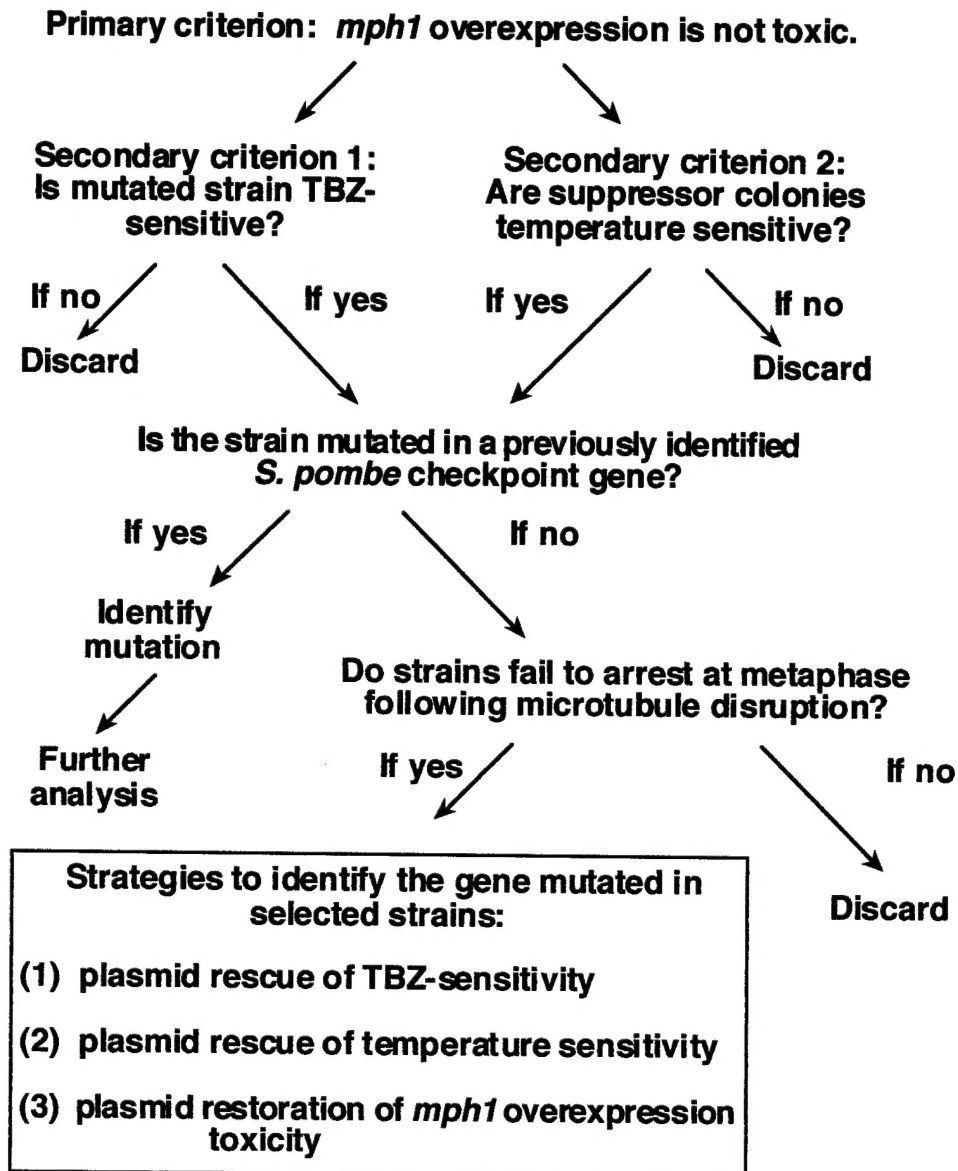 Primary criterion: mph1 overexpression is not toxic.
Secondary criterion 1:
Is mutated strain TBZ-
sensitive?
Secondary criterion 2:
Are suppressor colonies
temperature sensitive?
If no
If yes
If yes
If no
Discard
Discard
Is the strain mutated in a previously identified
S. pombe checkpoint gene?
If yes
If no
Identify
mutation
Do strains fail to arrest at metaphase
following microtubule disruption?
Further
analysis
If yes
If no
Discard
Strategies to identify the gene mutated in
selected strains:
(1) plasmid rescue of TBZ-sensitivity
(2) plasmid rescue of temperature sensitivity
(3) plasmid restoration of mph1 overexpression
toxicity